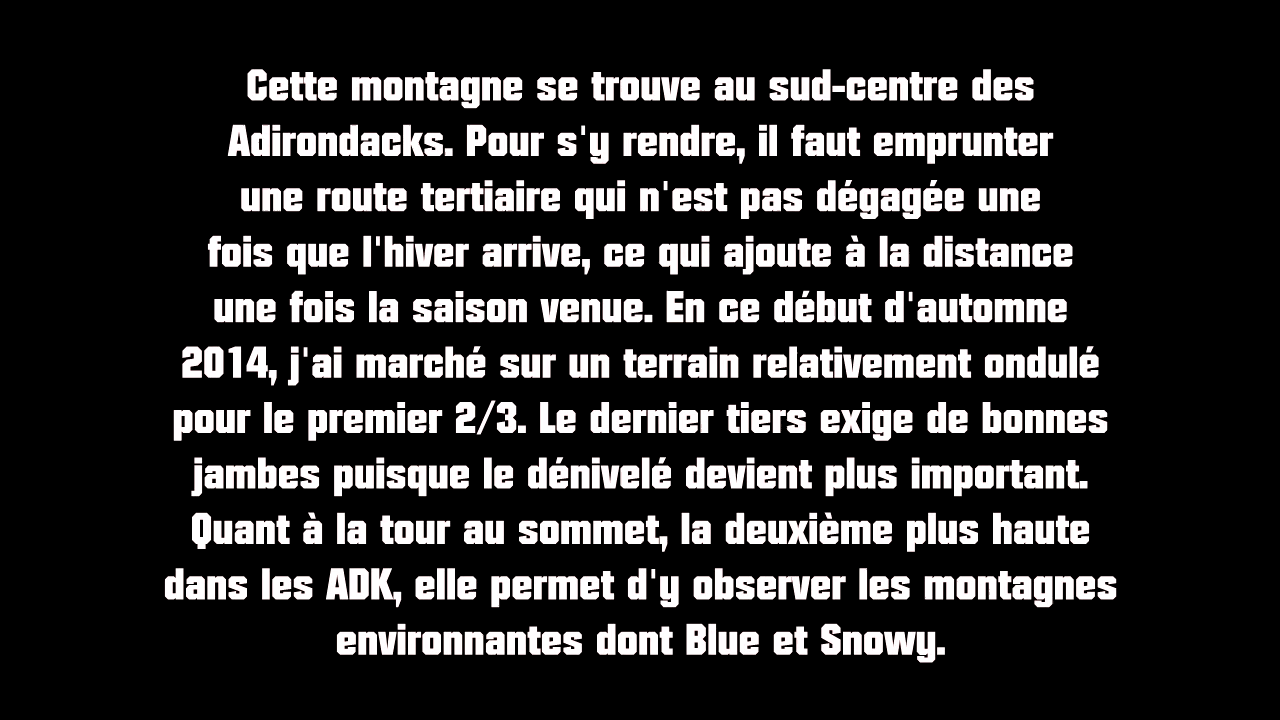 Cette montagne se trouve au sud-centre des
Adirondacks. Pour s'y rendre, il faut emprunter
une route tertiaire qui n'est pas dégagée une
fois que l'hiver arrive, ce qui ajoute à la distance
une fois la saison venue. En ce début d'automne
2014, j'ai marché sur un terrain relativement ondulé
pour le premier 2/3. Le dernier tiers exige de bonnes
jambes puisque le dénivelé devient plus important.
Quant à la tour au sommet, la deuxième plus haute
dans les ADK, elle permet d'y observer les montagnes
environnantes dont Blue et Snowy.